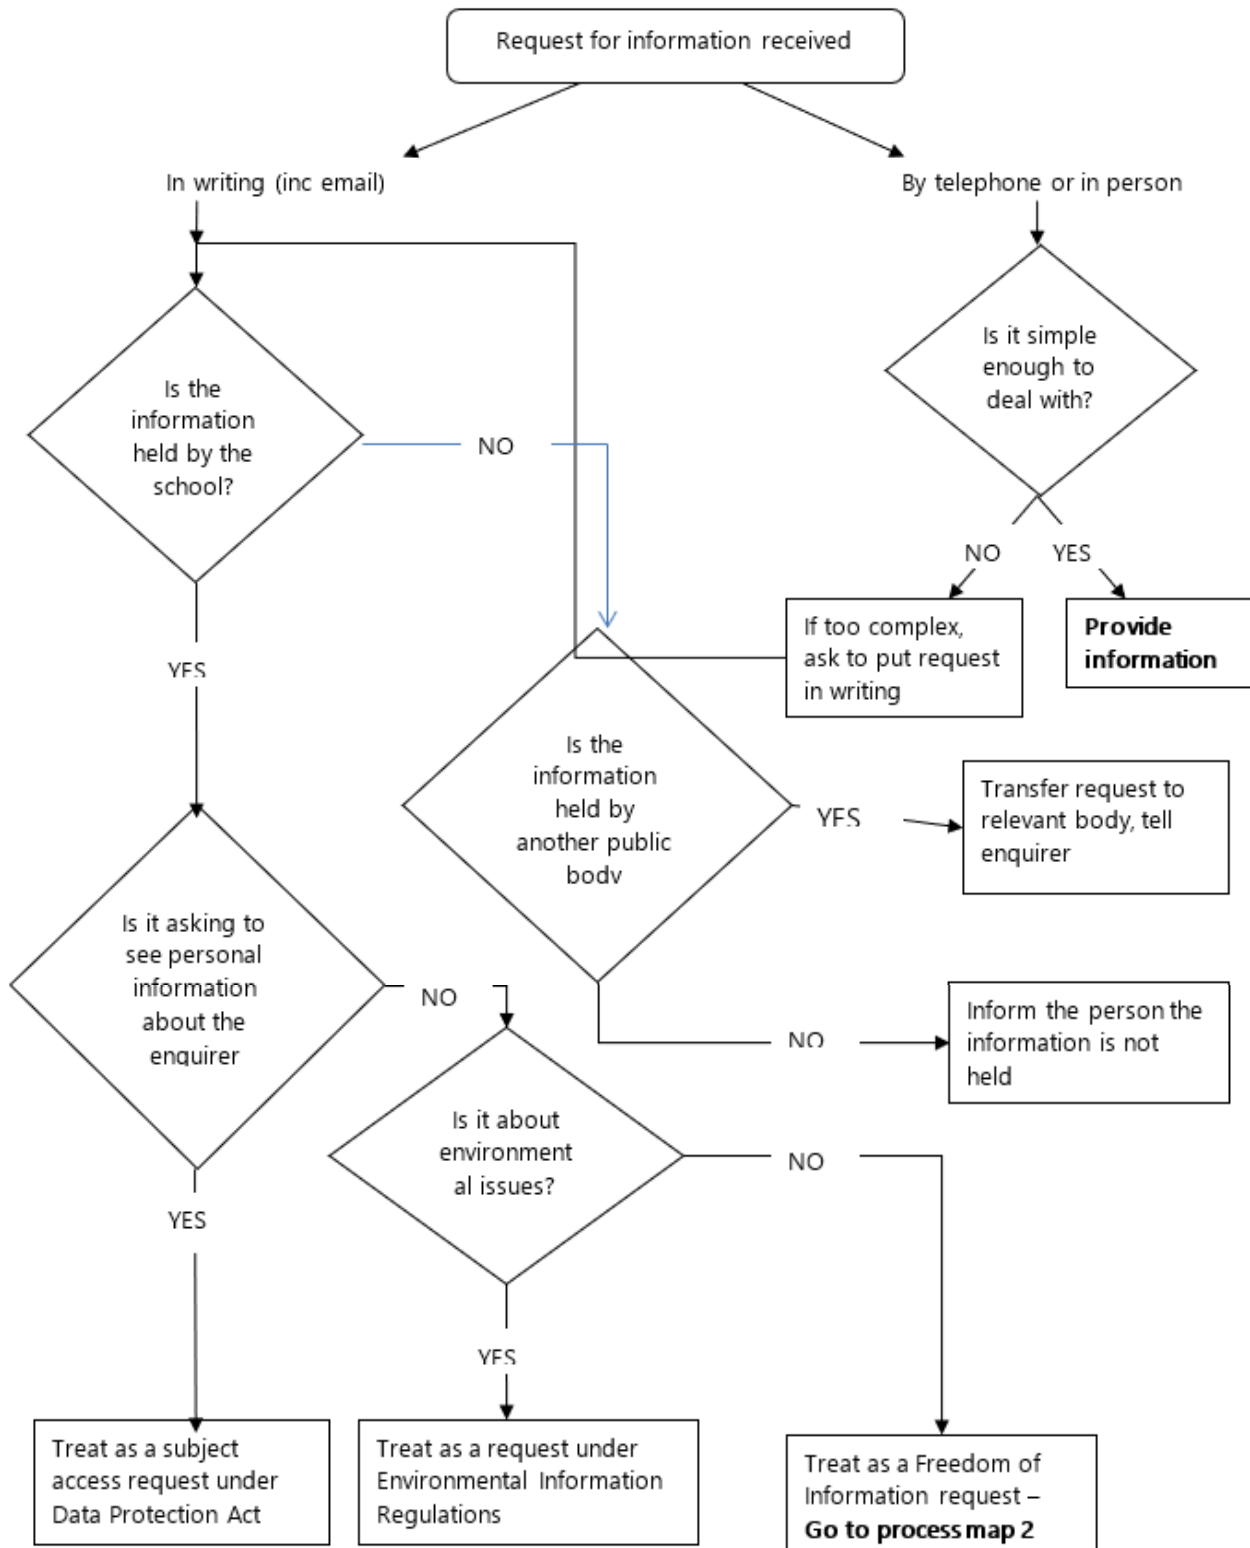 Request for information received
In writing (inc email)
By telephone or in person
Is it simple
enough to
deal with?
Is the
information
held by the
school?
NO
NO
YES
If too complex,
ask to put request
in writing
Provide
information
YES
Is the
information
held by
another public
body
YES
Transfer request to
relevant body, tell
enquirer
Is it asking to
see personal
information
about the
enquirer
NO
NO
Inform the person the
information is not
held
Is it about
environment
al issues?
NO
YES
YES
Treat as a subject
access request under
Data Protection Act
Treat as a request under
Environmental Information
Regulations
Treat as a Freedom of
Information request –
Go to process map 2